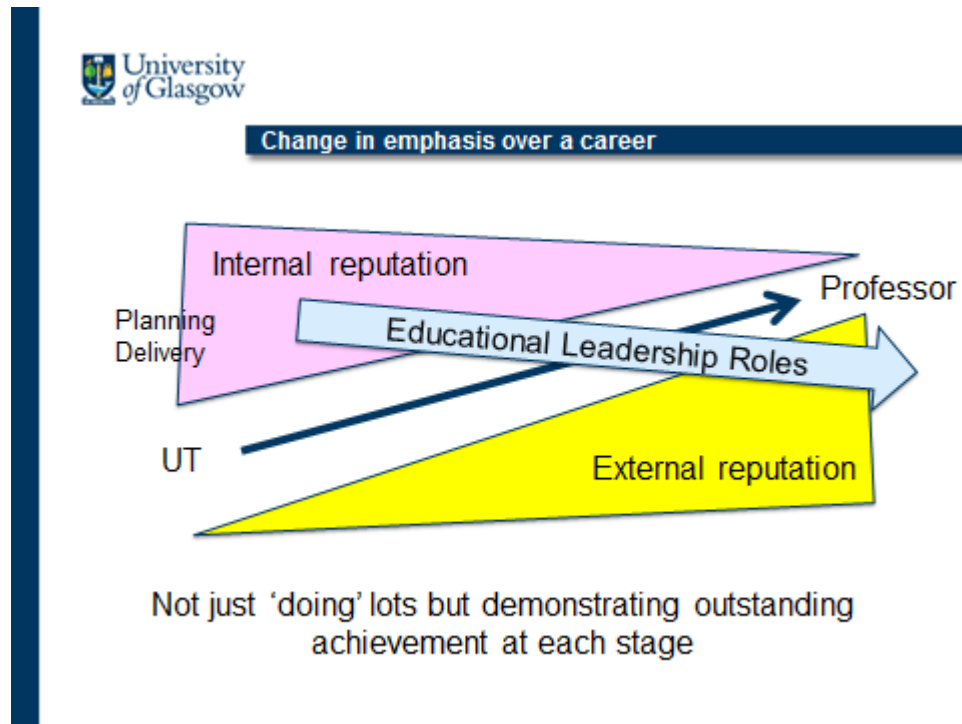 University
of Glasgow
Change in emphasis over a career
Internal reputation
Professor
Planning
Delivery
Educational Leadership Roles
UT
External reputation
Not just ‘doing’ lots but demonstrating outstanding
achievement at each stage